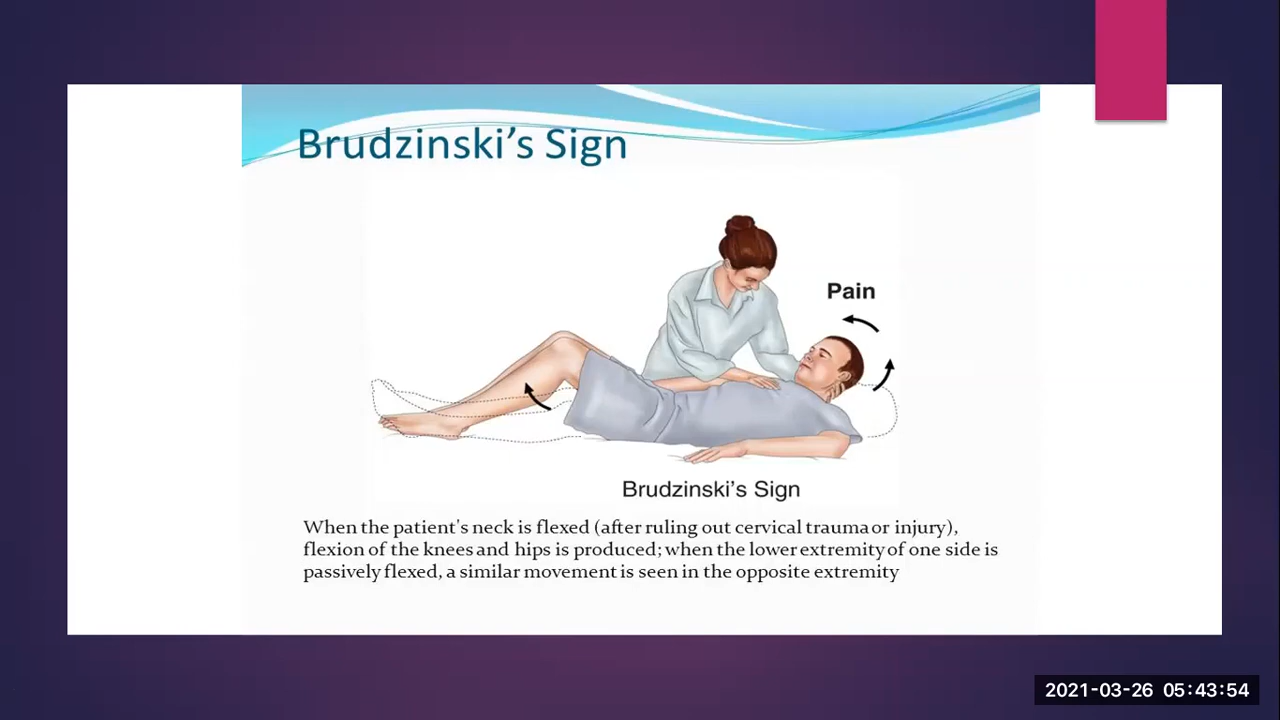 Brudzinski's Sign
Pain
Brudzinski's Sign
When the patient's neck is flexed (after ruling out cervical trauma or injury),
flexion of the knees and hips is produced; when the lower extremity of one side is
passively flexed, a similar movement is seen in the opposite extremity
2021-03-26 05:43:54